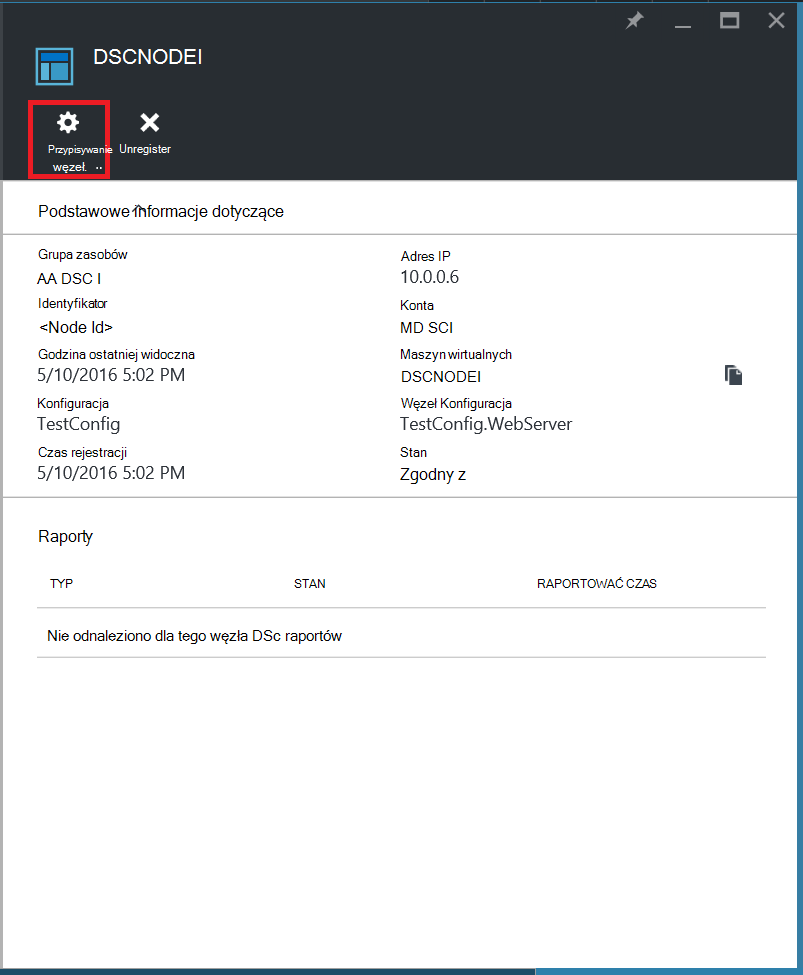 DSCNODEI
Przypisywanie
węzeł. ..
Unregister
Podstawowe informacje dotyczące
Grupa zasobów
AA DSC I
Adres IP
10.0.0.6
Identyfikator
<Node Id>
Konta
MD SCI
Godzina ostatniej widoczna
5/10/2016 5:02 PM
Maszyn wirtualnych
DSCNODEI
Konfiguracja
TestConfig
Węzeł Konfiguracja
TestConfig.WebServer
Czas rejestracji
5/10/2016 5:02 PM
Stan
Zgodny z
Raporty
TYP STAN RAPORTOWAĆ CZAS
Nie odnaleziono dla tego węzła DSc raportów